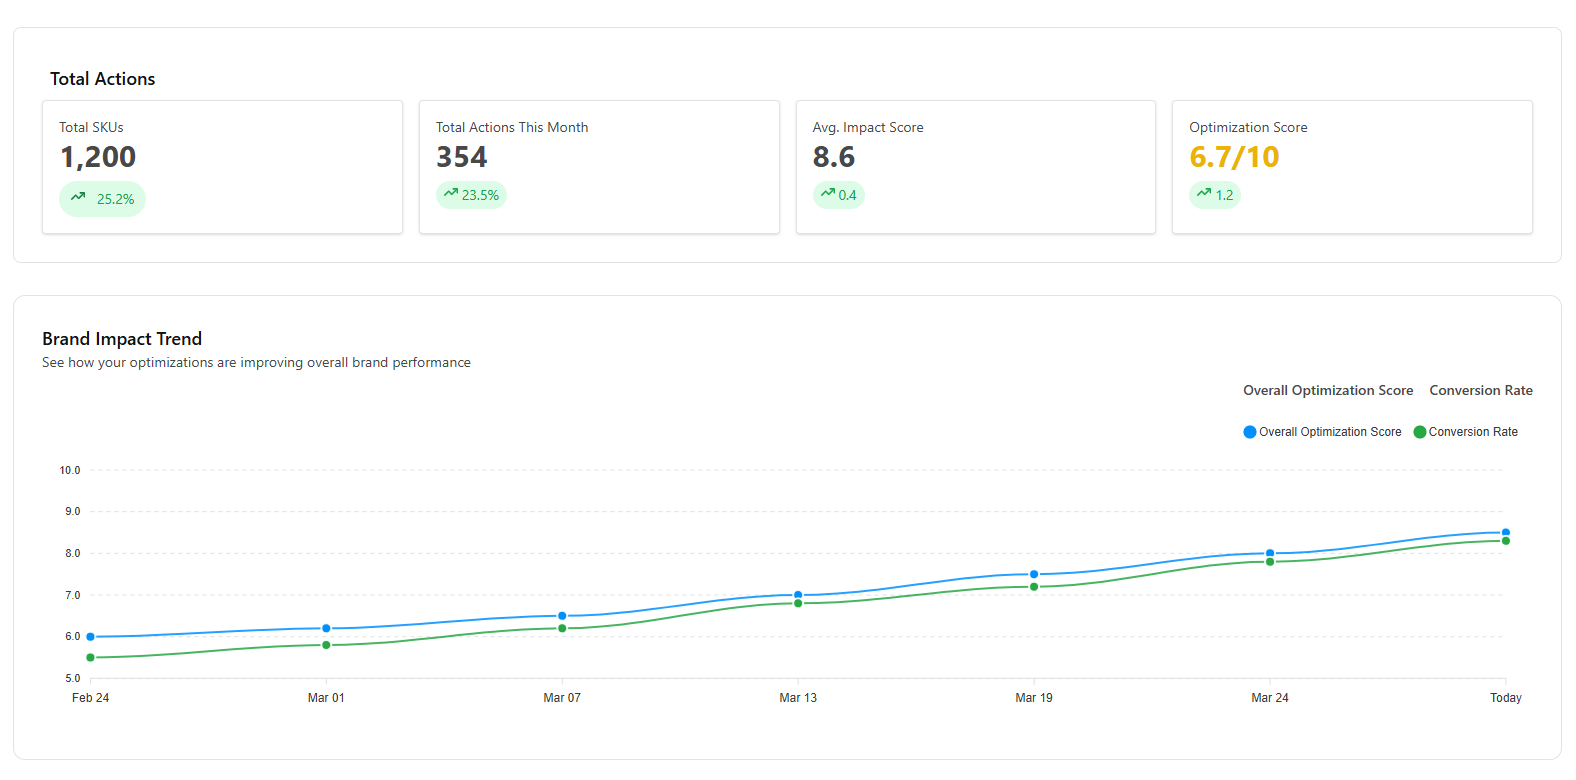 Total Actions
Total SKUs
1,200
25.2%
Total Actions This Month
354
23.5%
Avg. Impact Score
8.6
0.4
Optimization Score
6.7/10
1.2
Brand Impact Trend
See how your optimizations are improving overall brand performance
Overall Optimization Score Conversion Rate
Overall Optimization Score Conversion Rate
10.0
9.0
8.0
7.0
6.0
5.0
Feb 24 Mar 01 Mar 07 Mar 13 Mar 19 Mar 24 Today